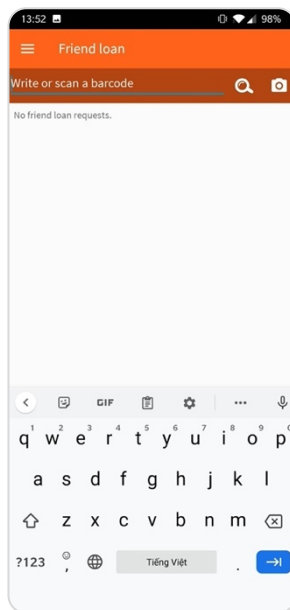 13:52
98%
Friend loan
Write or scan a barcode
No friend loan requests.
GIF
1 2 3 4 5 6 7 8 9 0
q w e r t y u i o p
a s d f g h j k l
z x c v b n m
?123 , Tiếng Việt .